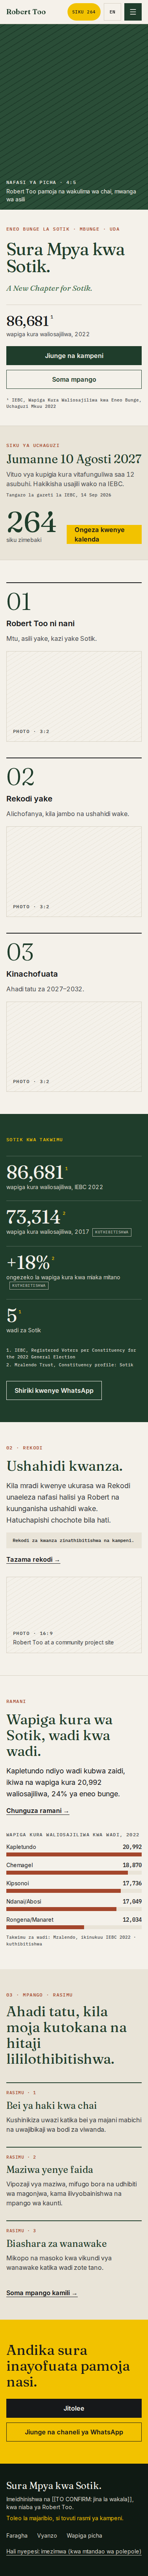 Robert Too
SIKU 264
EN
NAFASI YA PICHA · 4:5
Robert Too pamoja na wakulima wa chai, mwanga
wa asili
ENEO BUNGE LA SOTIK · MBUNGE · UDA
Sura Mpya kwa
Sotik.
A New Chapter for Sotik.
86,681 ¹
wapiga kura waliosajiliwa, 2022
Jiunge na kampeni
Soma mpango
¹ IEBC, Wapiga Kura Waliosajiliwa kwa Eneo Bunge,
Uchaguzi Mkuu 2022
SIKU YA UCHAGUZI
Jumanne 10 Agosti 2027
Vituo vya kupigia kura vitafunguliwa saa 12
asubuhi. Hakikisha usajili wako na IEBC.
Tangazo la gazeti la IEBC, 14 Sep 2026
264
siku zimebaki
Ongeza kwenye
kalenda
01
Robert Too ni nani
Mtu, asili yake, kazi yake Sotik.
PHOTO · 3:2
02
Rekodi yake
Alichofanya, kila jambo na ushahidi wake.
PHOTO · 3:2
03
Kinachofuata
Ahadi tatu za 2027–2032.
PHOTO · 3:2
SOTIK KWA TAKWIMU
86,681 ¹
wapiga kura waliosajiliwa, IEBC 2022
73,314 ²
wapiga kura waliosajiliwa, 2017 KUTHIBITISHWA
+18% ²
ongezeko la wapiga kura kwa miaka mitano
KUTHIBITISHWA
5 ¹
wadi za Sotik
1. IEBC, Registered Voters per Constituency for
the 2022 General Election
2. Mzalendo Trust, Constituency profile: Sotik
Shiriki kwenye WhatsApp
02 · REKODI
Ushahidi kwanza.
Kila mradi kwenye ukurasa wa Rekodi
unaeleza nafasi halisi ya Robert na
kuunganisha ushahidi wake.
Hatuchapishi chochote bila hati.
Rekodi za kwanza zinathibitishwa na kampeni.
Tazama rekodi →
PHOTO · 16:9
Robert Too at a community project site
RAMANI
Wapiga kura wa
Sotik, wadi kwa
wadi.
Kapletundo ndiyo wadi kubwa zaidi,
ikiwa na wapiga kura 20,992
waliosajiliwa, 24% ya eneo bunge.
Chunguza ramani →
WAPIGA KURA WALIOSAJILIWA KWA WADI, 2022
Kapletundo 20,992
Chemagel 18,870
Kipsonoi 17,736
Ndanai/Abosi 17,049
Rongena/Manaret 12,034
Takwimu za wadi: Mzalendo, ikinukuu IEBC 2022 ·
kuthibitishwa
03 · MPANGO · RASIMU
Ahadi tatu, kila
moja kutokana na
hitaji
lililothibitishwa.
RASIMU · 1
Bei ya haki kwa chai
Kushinikiza uwazi katika bei ya majani mabichi
na uwajibikaji wa bodi za viwanda.
RASIMU · 2
Maziwa yenye faida
Vipozaji vya maziwa, mifugo bora na udhibiti
wa magonjwa, kama ilivyobainishwa na
mpango wa kaunti.
RASIMU · 3
Biashara za wanawake
Mikopo na masoko kwa vikundi vya
wanawake katika wadi zote tano.
Soma mpango kamili →
Andika sura
inayofuata pamoja
nasi.
Jitolee
Jiunge na chaneli ya WhatsApp
Sura Mpya kwa Sotik.
Imeidhinishwa na [[TO CONFIRM: jina la wakala]],
kwa niaba ya Robert Too.
Toleo la majaribio, si tovuti rasmi ya kampeni.
Faragha Vyanzo Wapiga picha
Hali nyepesi: imezimwa (kwa mtandao wa polepole)